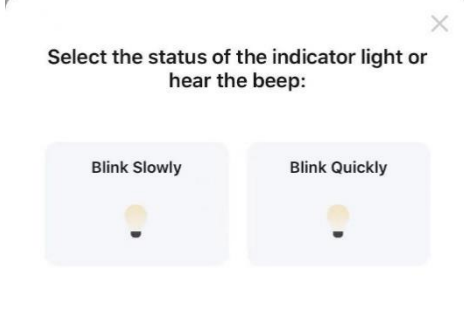 Select the status of the indicator light or
hear the beep:
Blink Slowly
Blink Quickly